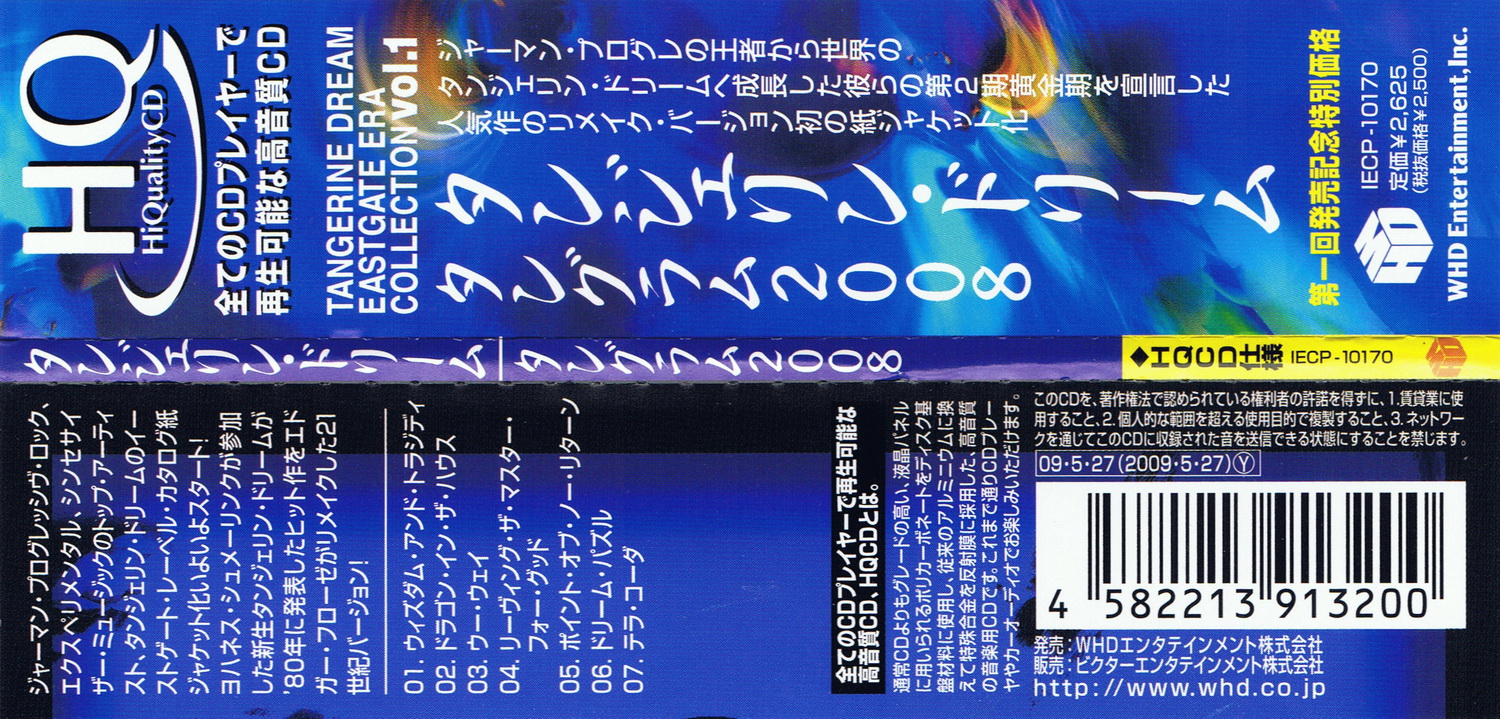 HQ
HiQualityCD
全てのCDプレイヤーで
再生可能な高音質CD
TANGERINE DREAM
EASTGATE ERA
COLLECTION vol.1
ジャーマン・プログレの王者から世界の
タンジェリン・ドリームへ成長した彼らの第2期黄金期を宣言した
人気作のリメイク・バージョン初の紙ジャケット化
タンジェリン・ドリーム
タングラム2008
第一回発売記念特別価格
IECP-10170
定価¥2,625
(税抜価格¥2,500)
WHD
WHD Entertainment,Inc.
タンジェリン・ドリーム
タングラム2008
◆HQCD仕様
IECP-10170
ジャーマン・プログレッシヴ・ロック、
エクスペリメンタル、シンセサイ
ザー・ミュージックのトップ・アーティ
スト、タンジェリン・ドリームのイー
ストゲート・レーベル・カタログ紙
ジャケット化いよいよスタート!
ヨハネス・シュメーリンクが参加
した新生タンジェリン・ドリームが
'80年に発表したヒット作をエド
ガー・フローゼがリメイクした21
世紀バージョン!
01. ウィズダム・アンド・トラジディ
02. ドラゴン・イン・ザ・ハウス
03. ウー・ウェイ
04. リーヴィング・ザ・マスター・
フォー・グッド
05. ポイント・オブ・ノー・リターン
06. ドリーム・パズル
07. テラ・コーダ
全てのCDプレイヤーで再生可能な
高音質CD、HQCDとは。
通常CDよりもグレードの高い、液晶パネル
に用いられるポリカーボネートをディスク基
盤材料に使用し、従来のアルミニウムに換
えて特殊合金を反射膜に採用した、高音質
の音楽用CDです。これまで通りCDプレー
ヤやカーオーディオでお楽しみいただけます。
このCDを、著作権法で認められている権利者の許諾を得ずに、1.賃貸業に使
用すること、2.個人的な範囲を超える使用目的で複製すること、3.ネットワー
クを通じてこのCDに収録された音を送信できる状態にすることを禁じます。
09・5・27(2009・5・27)Ⓨ
4 582213 913200
発売:WHDエンタテインメント株式会社
販売:ビクターエンタテインメント株式会社
http://www.whd.co.jp